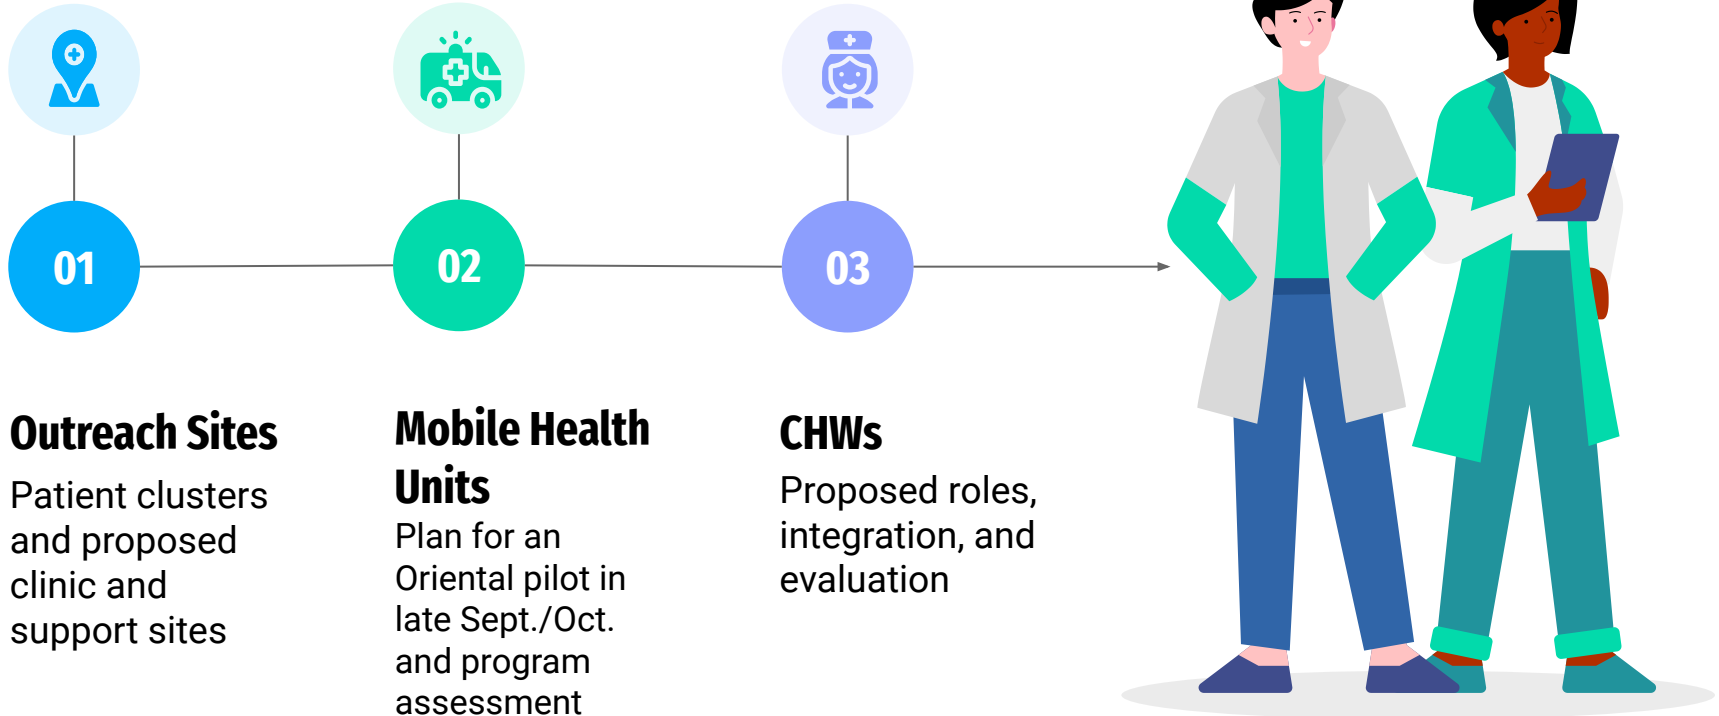 01
02
03
Outreach Sites
Patient clusters
and proposed
clinic and
support sites
Mobile Health
Units
Plan for an
Oriental pilot in
late Sept./Oct.
and program
assessment
CHWs
Proposed roles,
integration, and
evaluation